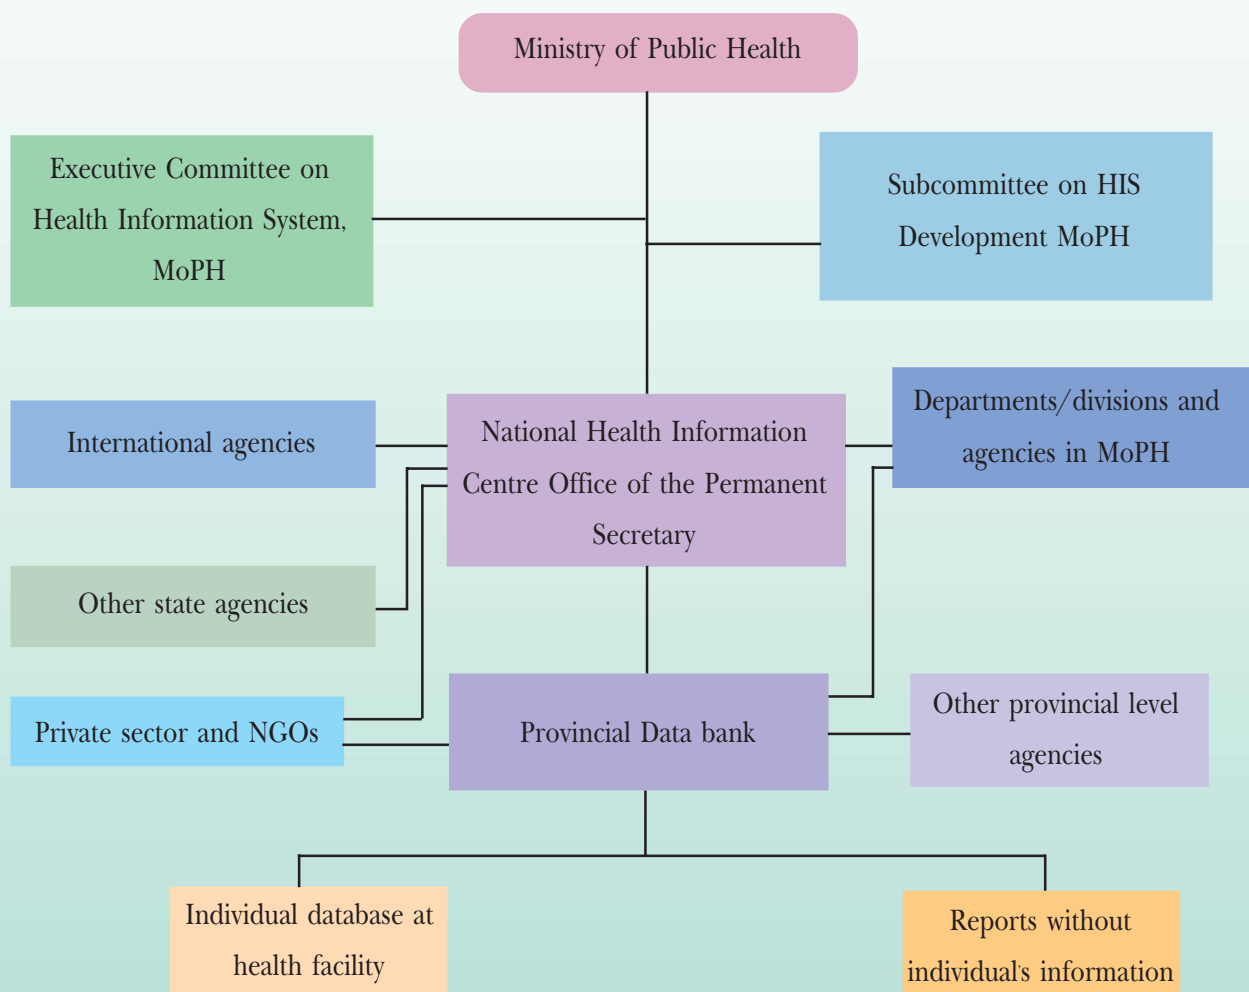 Ministry of Public Health
Executive Committee on
Health Information System,
MoPH
Subcommittee on HIS
Development MoPH
International agencies
National Health Information
Centre Office of the Permanent
Secretary
Departments/divisions and
agencies in MoPH
Other state agencies
Private sector and NGOs
Provincial Data bank
Other provincial level
agencies
Individual database at
health facility
Reports without
individual's information